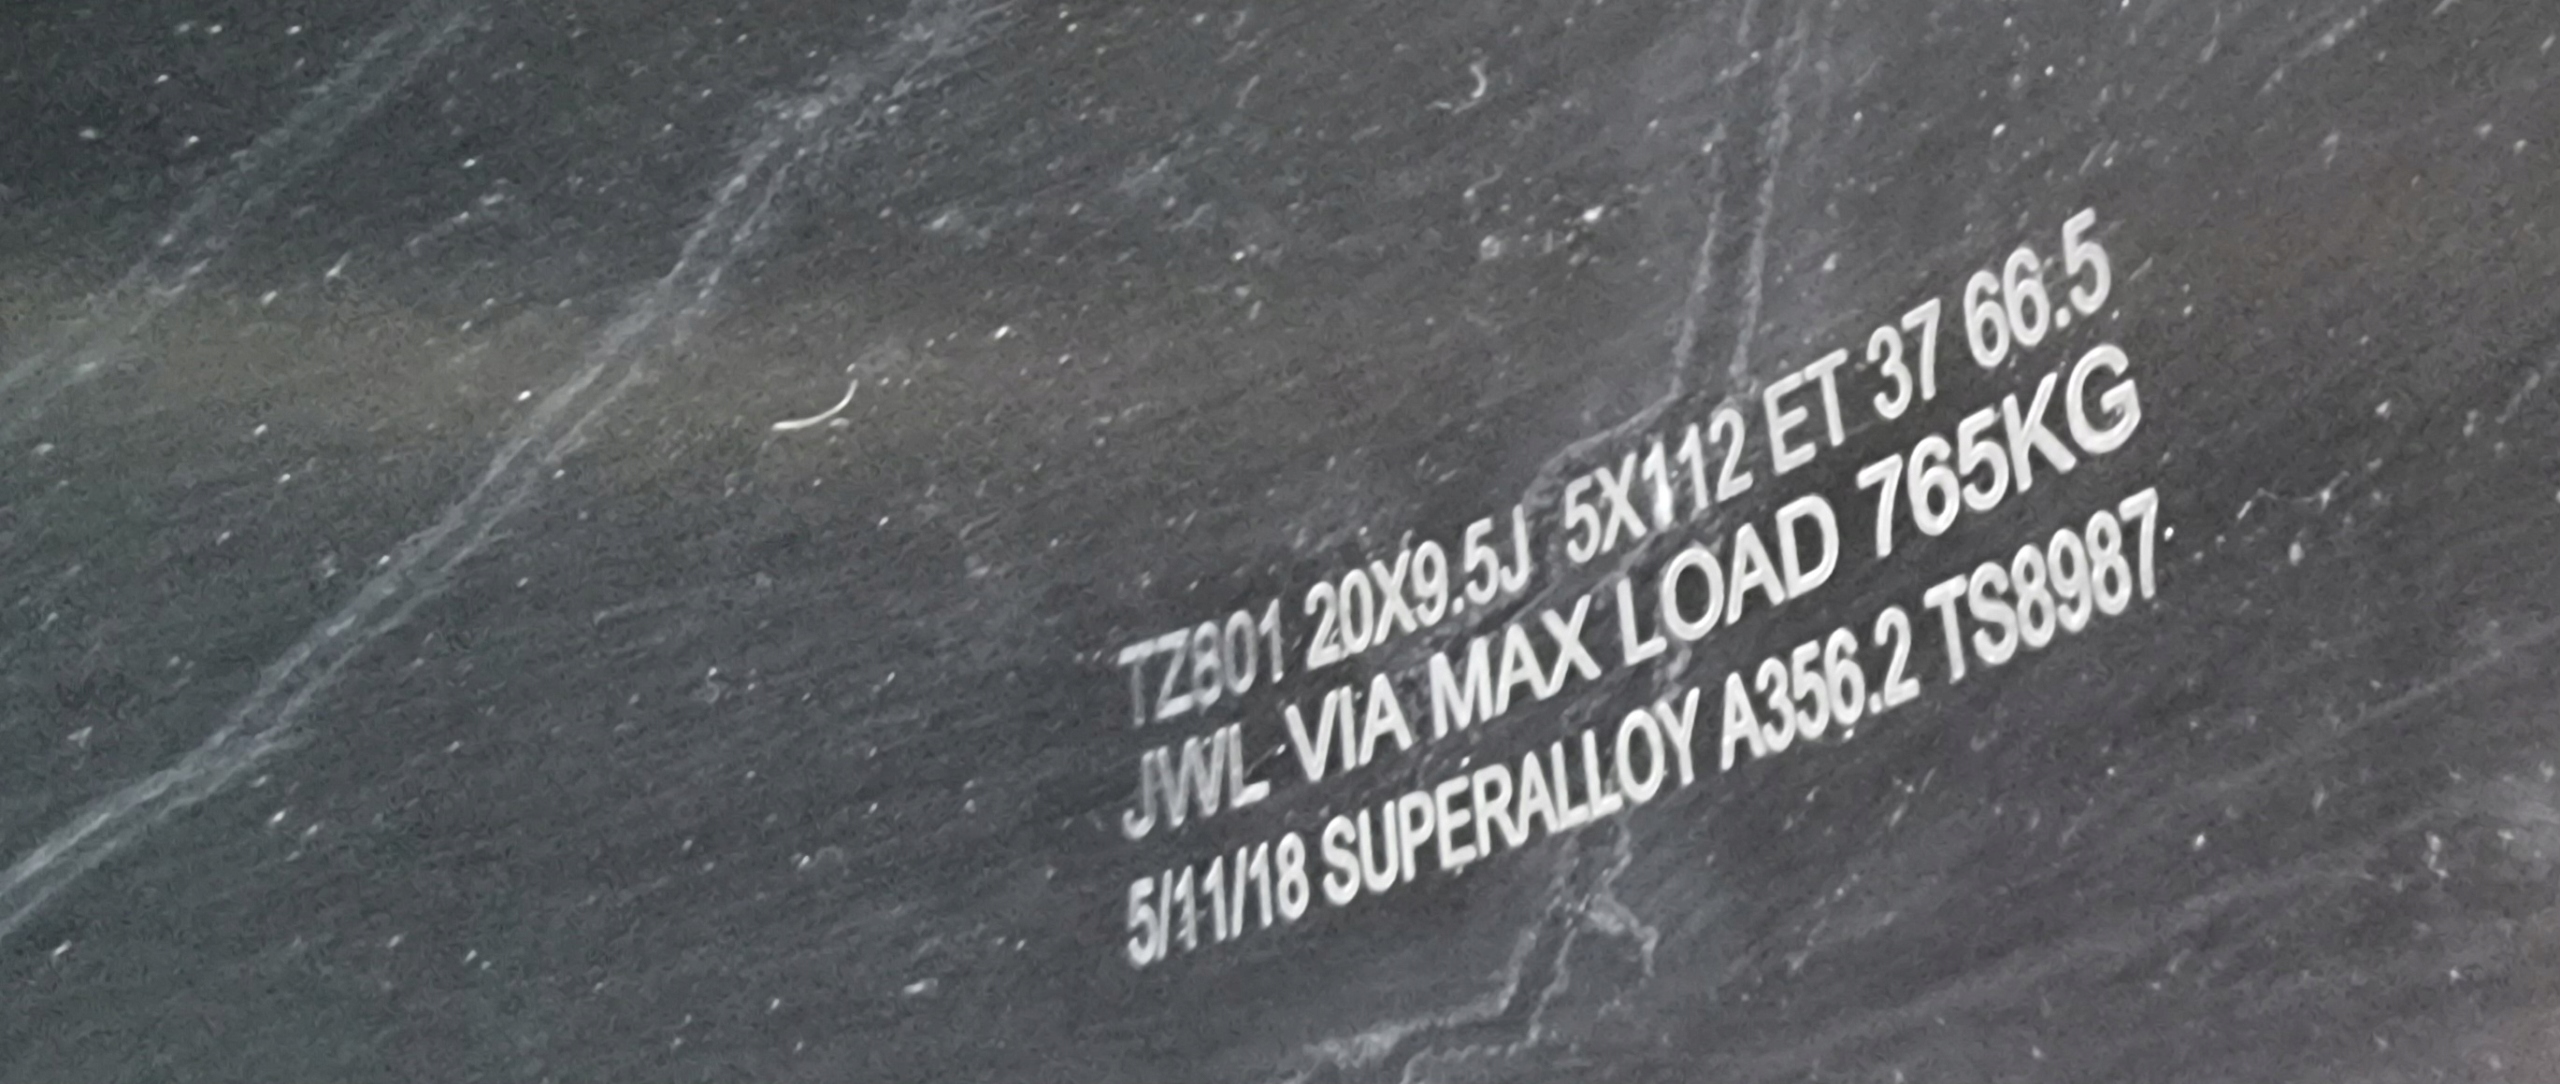 TZ801 20X9.5J 5X112 ET 37 66.5
JWL VIA MAX LOAD 765KG
5/11/18 SUPERALLOY A356.2 TS8987